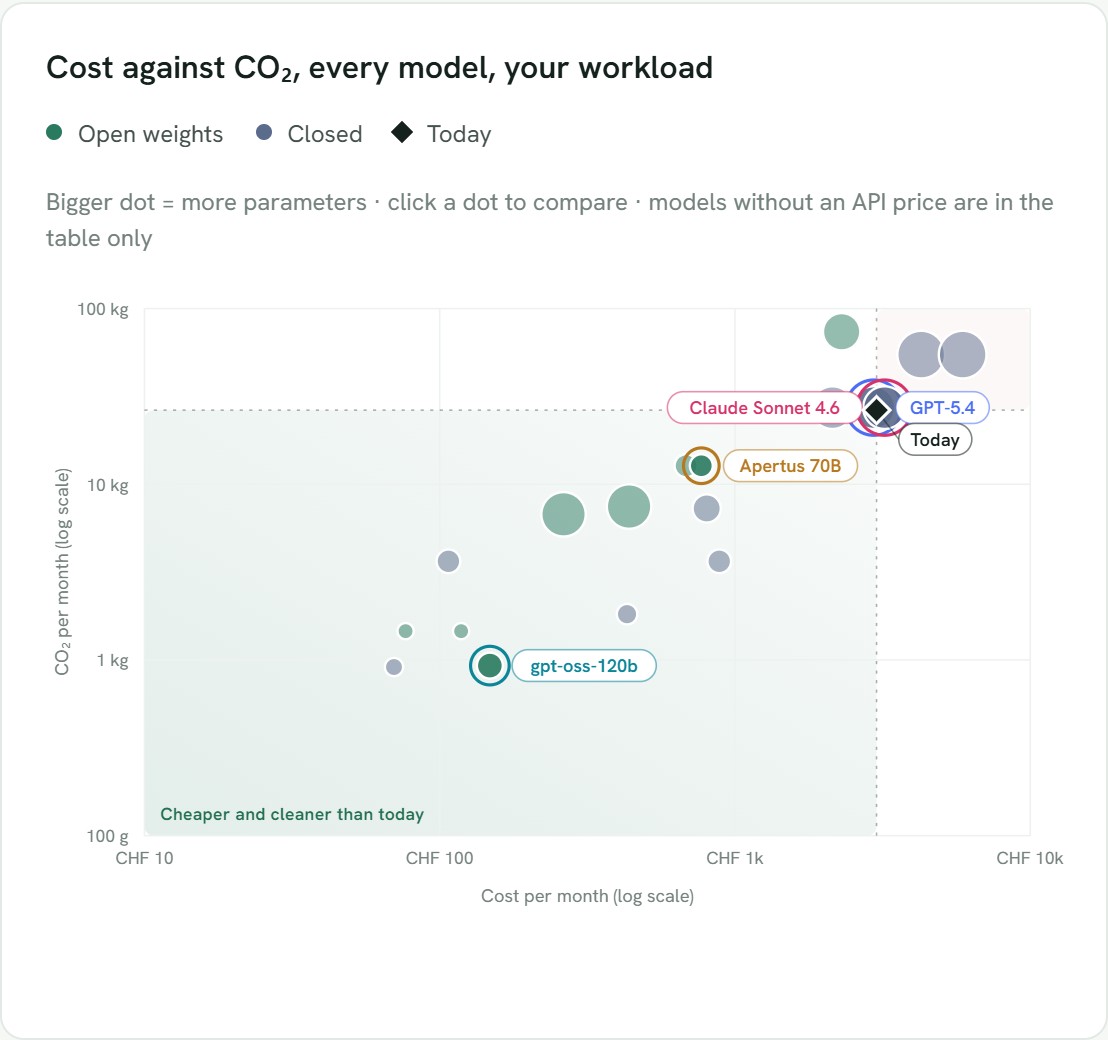 Cost against CO₂, every model, your workload
Open weights
Closed
Today
Bigger dot = more parameters · click a dot to compare · models without an API price are in the
table only
100 kg
Claude Sonnet 4.6
GPT-5.4
Today
Apertus 70B
10 kg
CO₂ per month (log scale)
1 kg
gpt-oss-120b
Cheaper and cleaner than today
100 g
CHF 10
CHF 100
CHF 1k
CHF 10k
Cost per month (log scale)